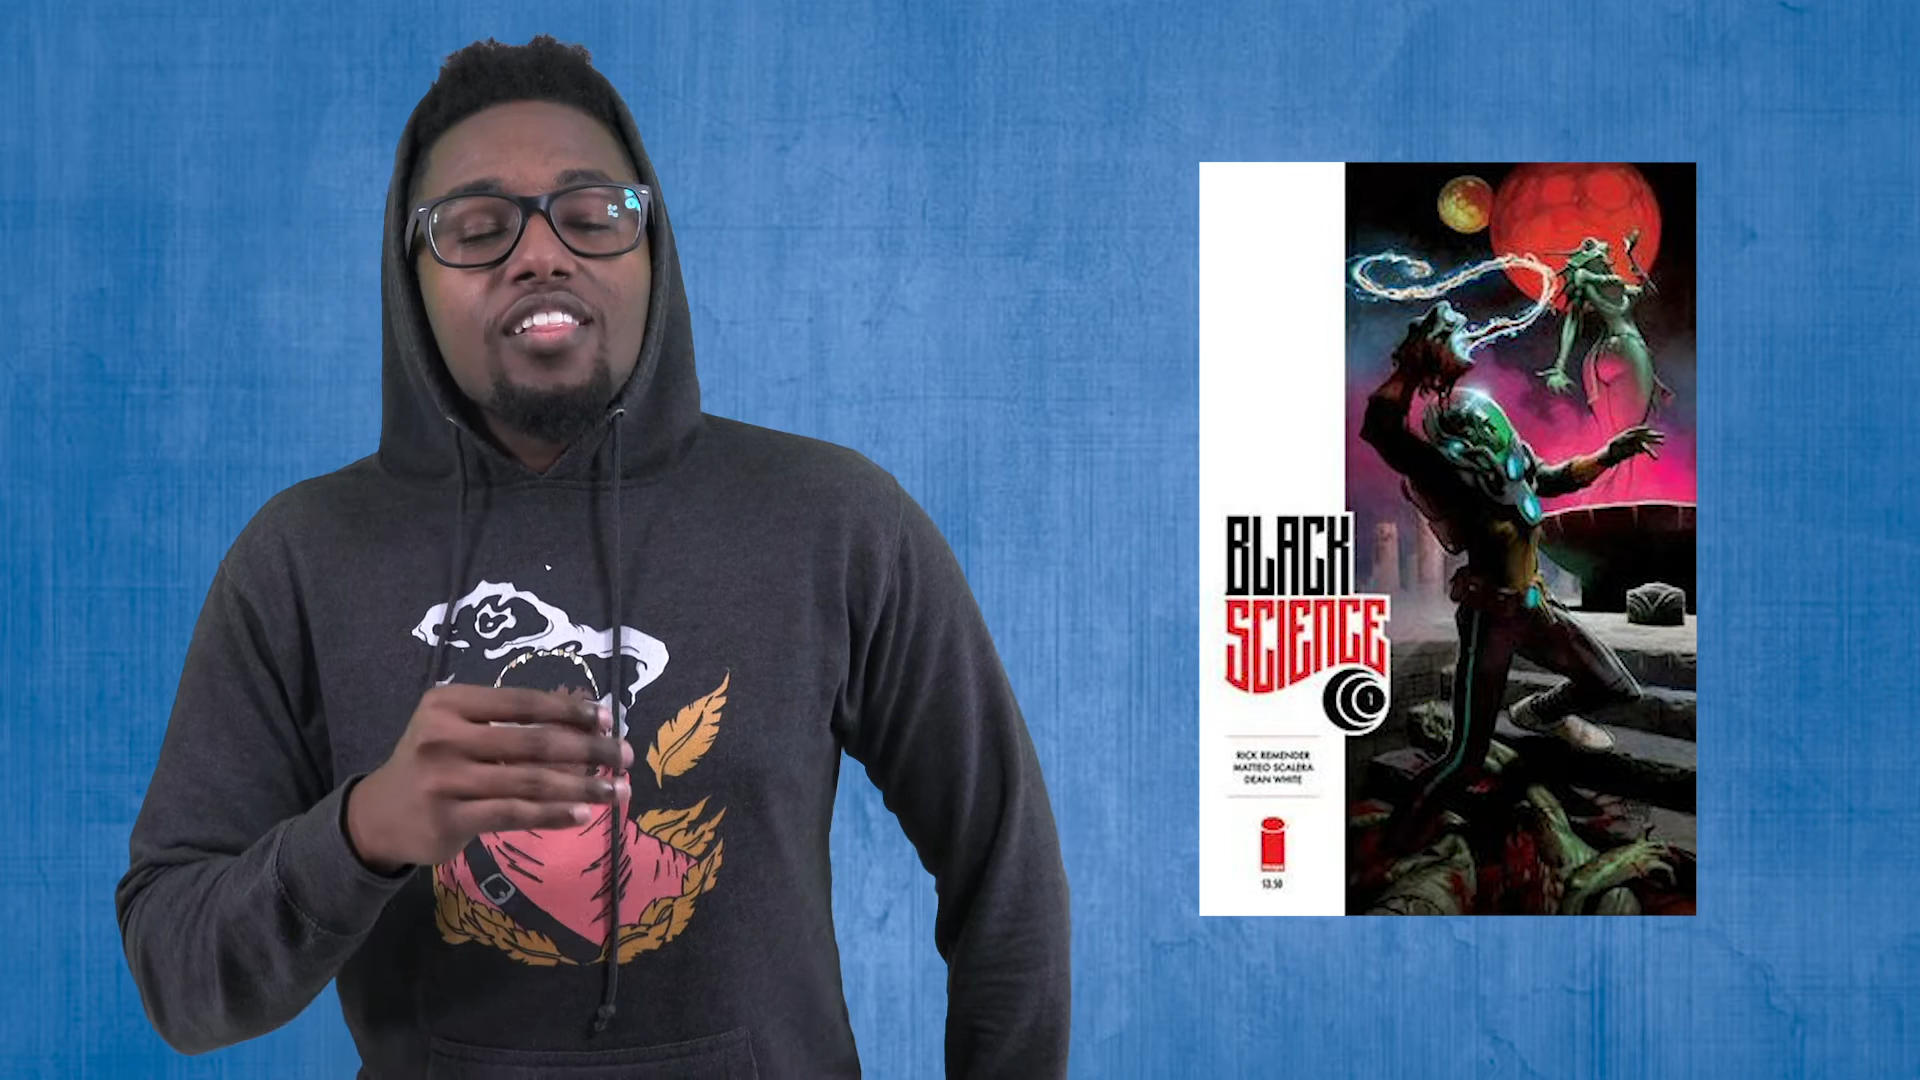 BLACK
SCIENCE
1
RICK REMENDER
MATTEO SCALERA
DEAN WHITE
$3.50